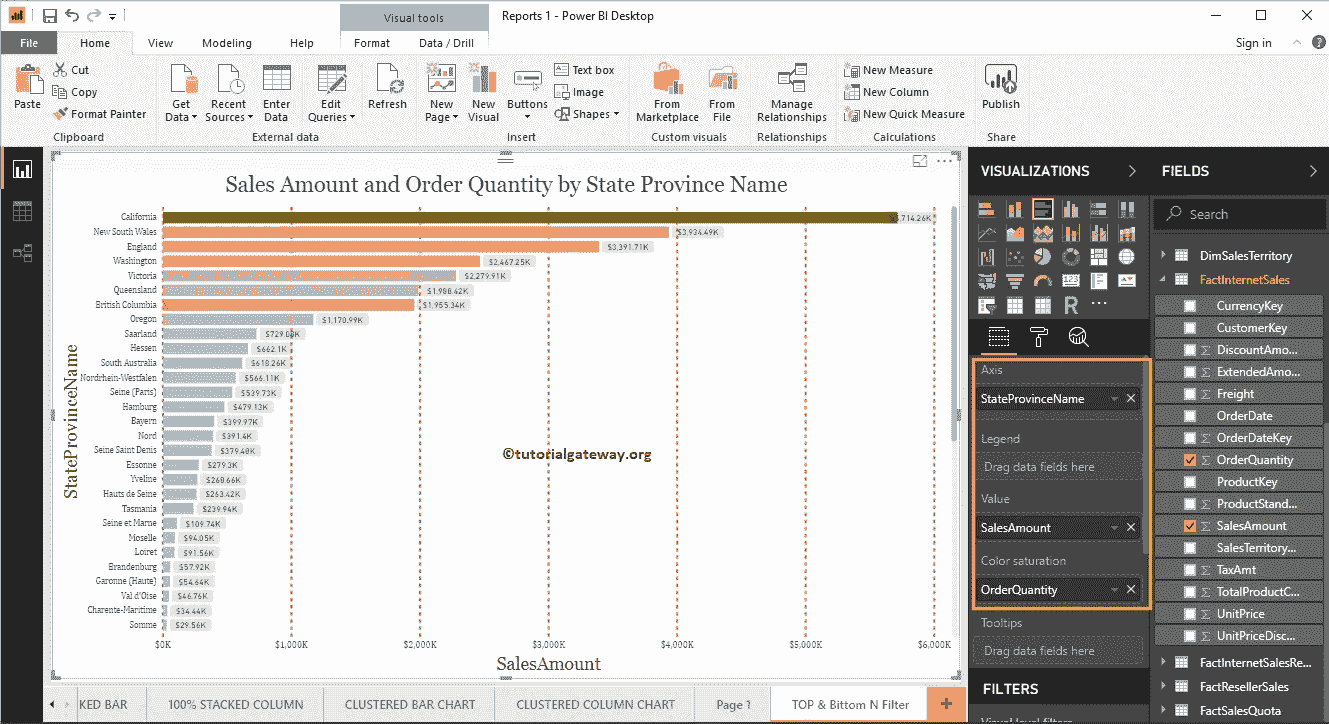 Visual tools
Reports 1 - Power BI Desktop
File
Home
View
Modeling
Help
Format
Data / Drill
Sign in
Paste
Cut
Copy
Format Painter
Clipboard
Get Data
Recent Sources
Enter Data
Edit Queries
External data
Refresh
New Page
New Visual
Buttons
Text box
Image
Shapes
Insert
From Marketplace
From File
Custom visuals
Manage Relationships
Relationships
New Measure
New Column
New Quick Measure
Calculations
Publish
Share
Sales Amount and Order Quantity by State Province Name
StateProvinceName
California
New South Wales $3,934.49K
England $3,391.71K
Washington $2,467.25K
Victoria $2,279.91K
Queensland $1,988.42K
British Columbia $1,955.34K
Oregon $1,170.99K
Saarland
Hessen $662.1K
South Australia $618.26K
Nordrhein-Westfalen $566.11K
Seine (Paris) $539.73K
Hamburg $479.13K
Bayern $399.97K
Nord $391.4K
Seine Saint Denis $379.48K
Essonne $279.3K
Yveline $268.66K
Hauts de Seine $263.42K
Tasmania $239.94K
Seine et Marne $109.74K
Moselle $94.05K
Loiret $91.56K
Brandenburg $57.92K
Garonne (Haute) $54.64K
Val d'Oise $46.76K
Charente-Maritime $34.44K
Somme $29.56K
$0K $1,000K $2,000K $3,000K $4,000K $5,000K $6,000K
SalesAmount
©tutorialgateway.org
VISUALIZATIONS
R
Axis
StateProvinceName
Legend
Drag data fields here
Value
SalesAmount
Color saturation
OrderQuantity
Tooltips
Drag data fields here
FILTERS
FIELDS
Search
DimSalesTerritory
FactInternetSales
CurrencyKey
CustomerKey
DiscountAmo...
ExtendedAmo...
Freight
OrderDate
OrderDateKey
OrderQuantity
ProductKey
ProductStand...
SalesAmount
SalesTerritory...
TaxAmt
TotalProductC...
UnitPrice
UnitPriceDisc...
FactInternetSalesRe...
FactResellerSales
FactSalesQuota
KED BAR
100% STACKED COLUMN
CLUSTERED BAR CHART
CLUSTERED COLUMN CHART
Page 1
TOP & Bittom N Filter